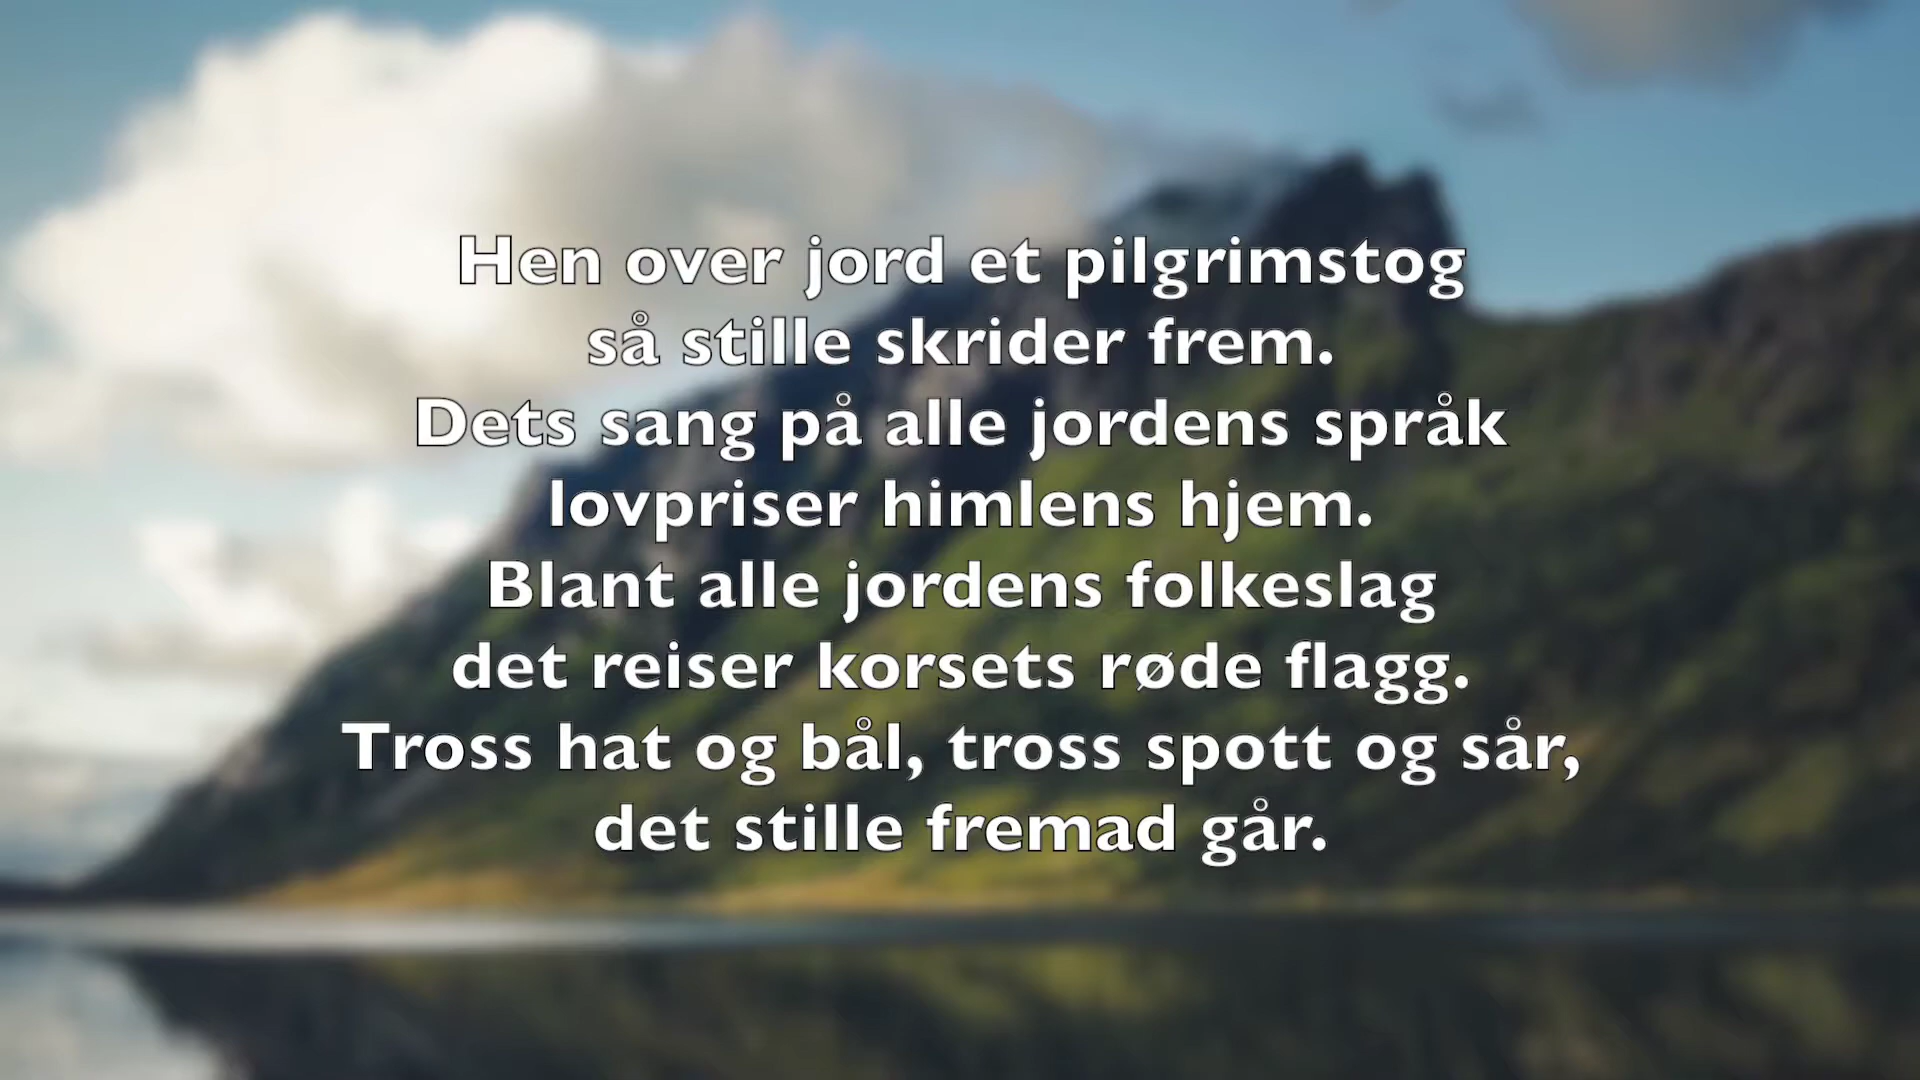 Hen over jord et pilgrimstog
så stille skrider frem.
Dets sang på alle jordens språk
lovpriser himlens hjem.
Blant alle jordens folkeslag
det reiser korsets røde flagg.
Tross hat og bål, tross spott og sår,
det stille fremad går.